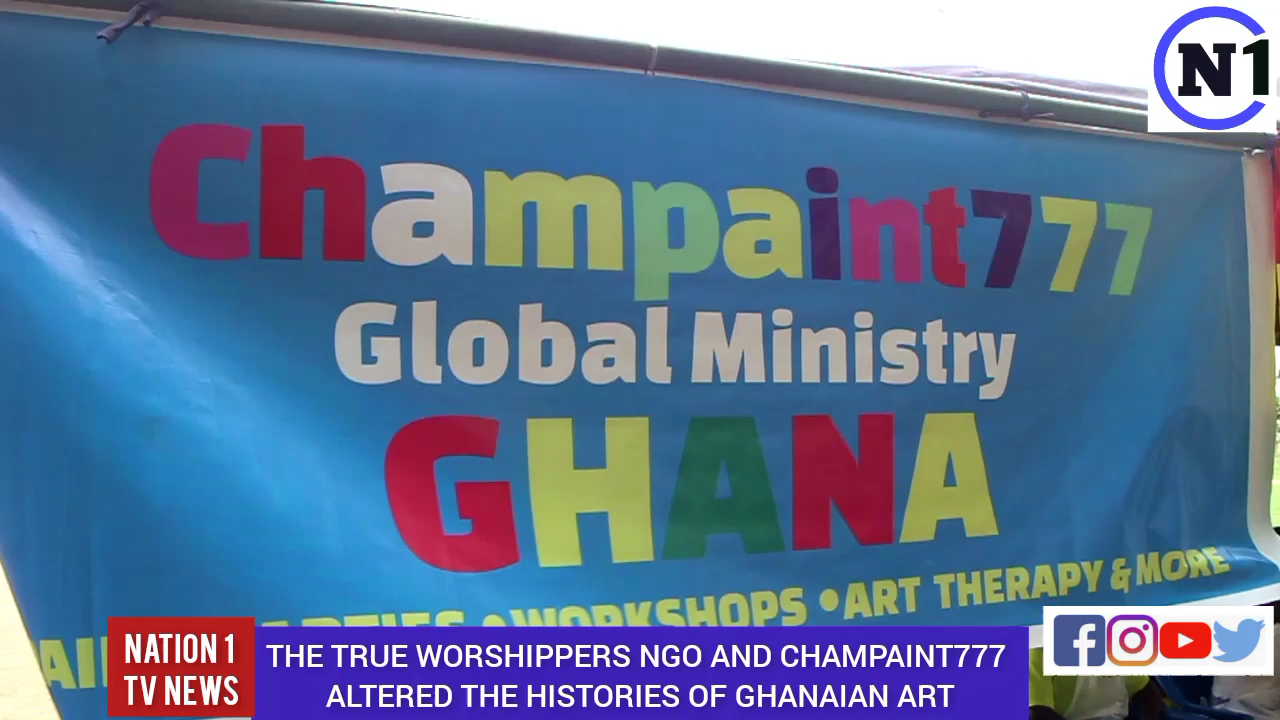 N1
Champaint777
Global Ministry
GHANA
•WORKSHOPS •ART THERAPY & MORE
NATION 1
TV NEWS
THE TRUE WORSHIPPERS NGO AND CHAMPAINT777
ALTERED THE HISTORIES OF GHANAIAN ART